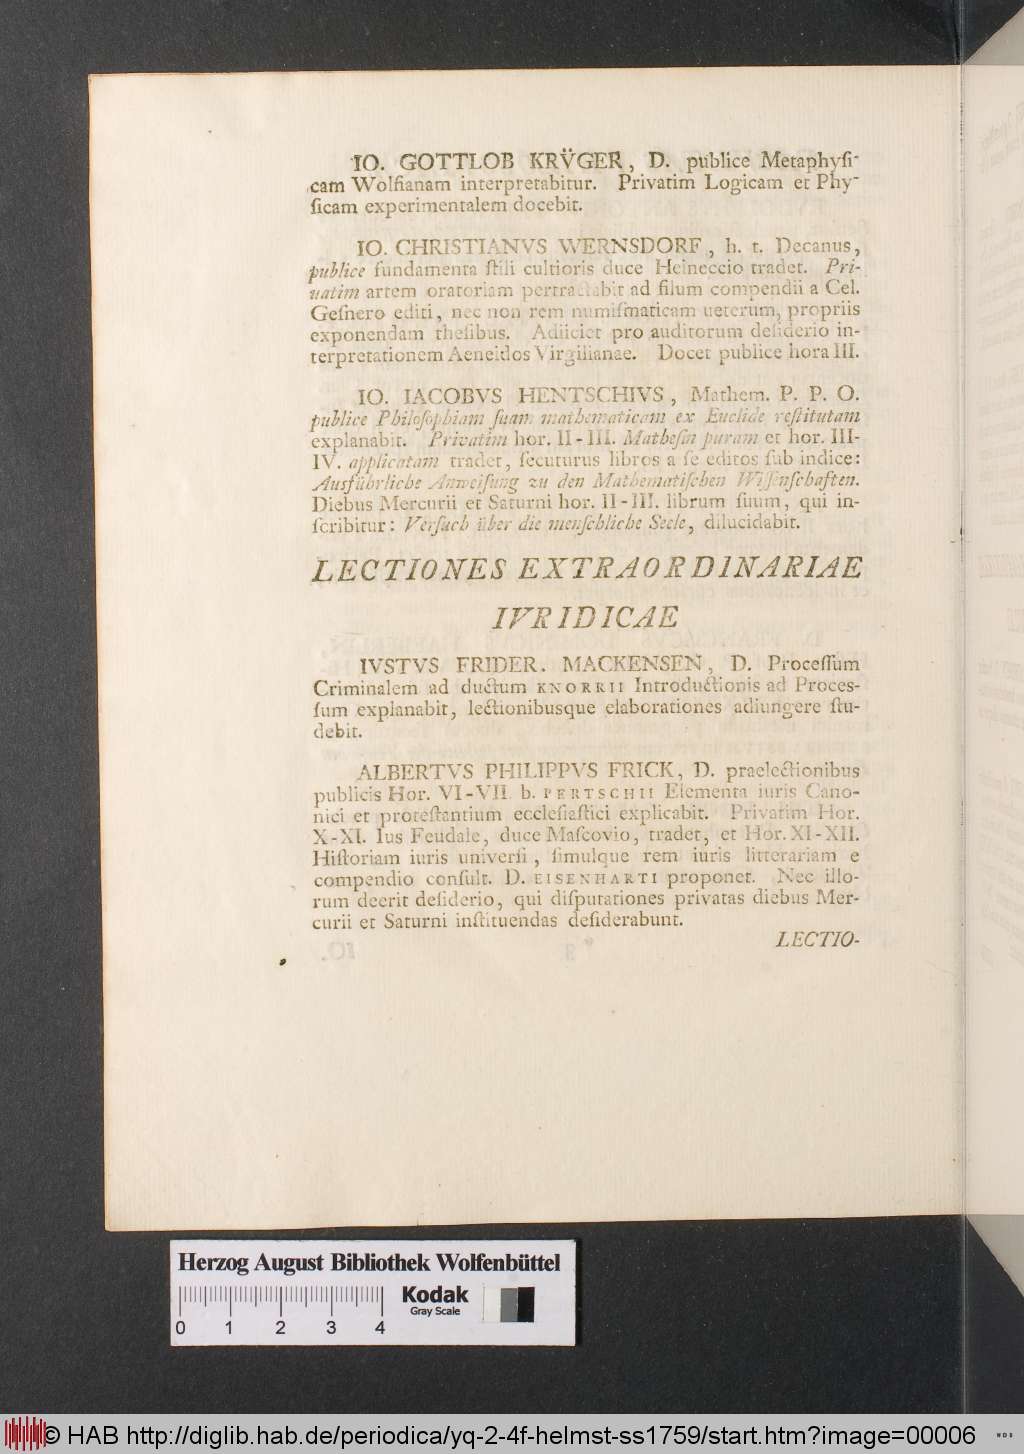 IO. GOTTLOB KRÜGER, D. publice Metaphyſi-
cam Wolfianam interpretabitur. Privatim Logicam et Phy-
ſicam experimentalem docebit.
IO. CHRISTIANVS WERNSDORF, h. t. Decanus,
publice fundamenta ſtili cultioris duce Heineccio tradet. Pri-
uatim artem oratoriam pertractabit ad filum compendii a Cel.
Geſnero editi, nec non rem numiſmaticam ueterum, propriis
exponendam theſibus. Adiiciet pro auditorum deſiderio in-
terpretationem Aeneidos Virgilianae. Docet publice hora III.
IO. IACOBVS HENTSCHIVS, Mathem. P. P. O.
publice Philoſophiam ſuam mathematicam ex Euclide reſtitutam
explanabit. Privatim hor. II-III. Matheſin puram et hor. III-
IV. applicatam tradet, ſecuturus libros a ſe editos ſub indice:
Ausführliche Anweiſung zu den Mathematiſchen Wiſſenſchaften.
Diebus Mercurii et Saturni hor. II-III. librum ſuum, qui in-
ſcribitur: Verſuch über die menſchliche Seele, dilucidabit.
LECTIONES EXTRAORDINARIAE
IVRIDICAE
IVSTVS FRIDER. MACKENSEN, D. Proceſſum
Criminalem ad ductum KNORRII Introductionis ad Proces-
ſum explanabit, lectionibusque elaborationes adiungere ſtu-
debit.
ALBERTVS PHILIPPVS FRICK, D. praelectionibus
publicis Hor. VI-VII. b. PERTSCHII Elementa iuris Cano-
nici et proteſtantium eccleſiaſtici explicabit. Privatim Hor.
X-XI. Ius Feudale, duce Maſcovio, tradet, et Hor. XI-XII.
Hiſtoriam iuris univerſi, ſimulque rem iuris litterariam e
compendio conſult. D. EISENHARTI proponet. Nec illo-
rum deerit deſiderio, qui diſputationes privatas diebus Mer-
curii et Saturni inſtituendas deſiderabunt.
LECTIO-
Herzog August Bibliothek Wolfenbüttel
Kodak
Gray Scale
0 1 2 3 4
© HAB http://diglib.hab.de/periodica/yq-2-4f-helmst-ss1759/start.htm?image=00006
WDB